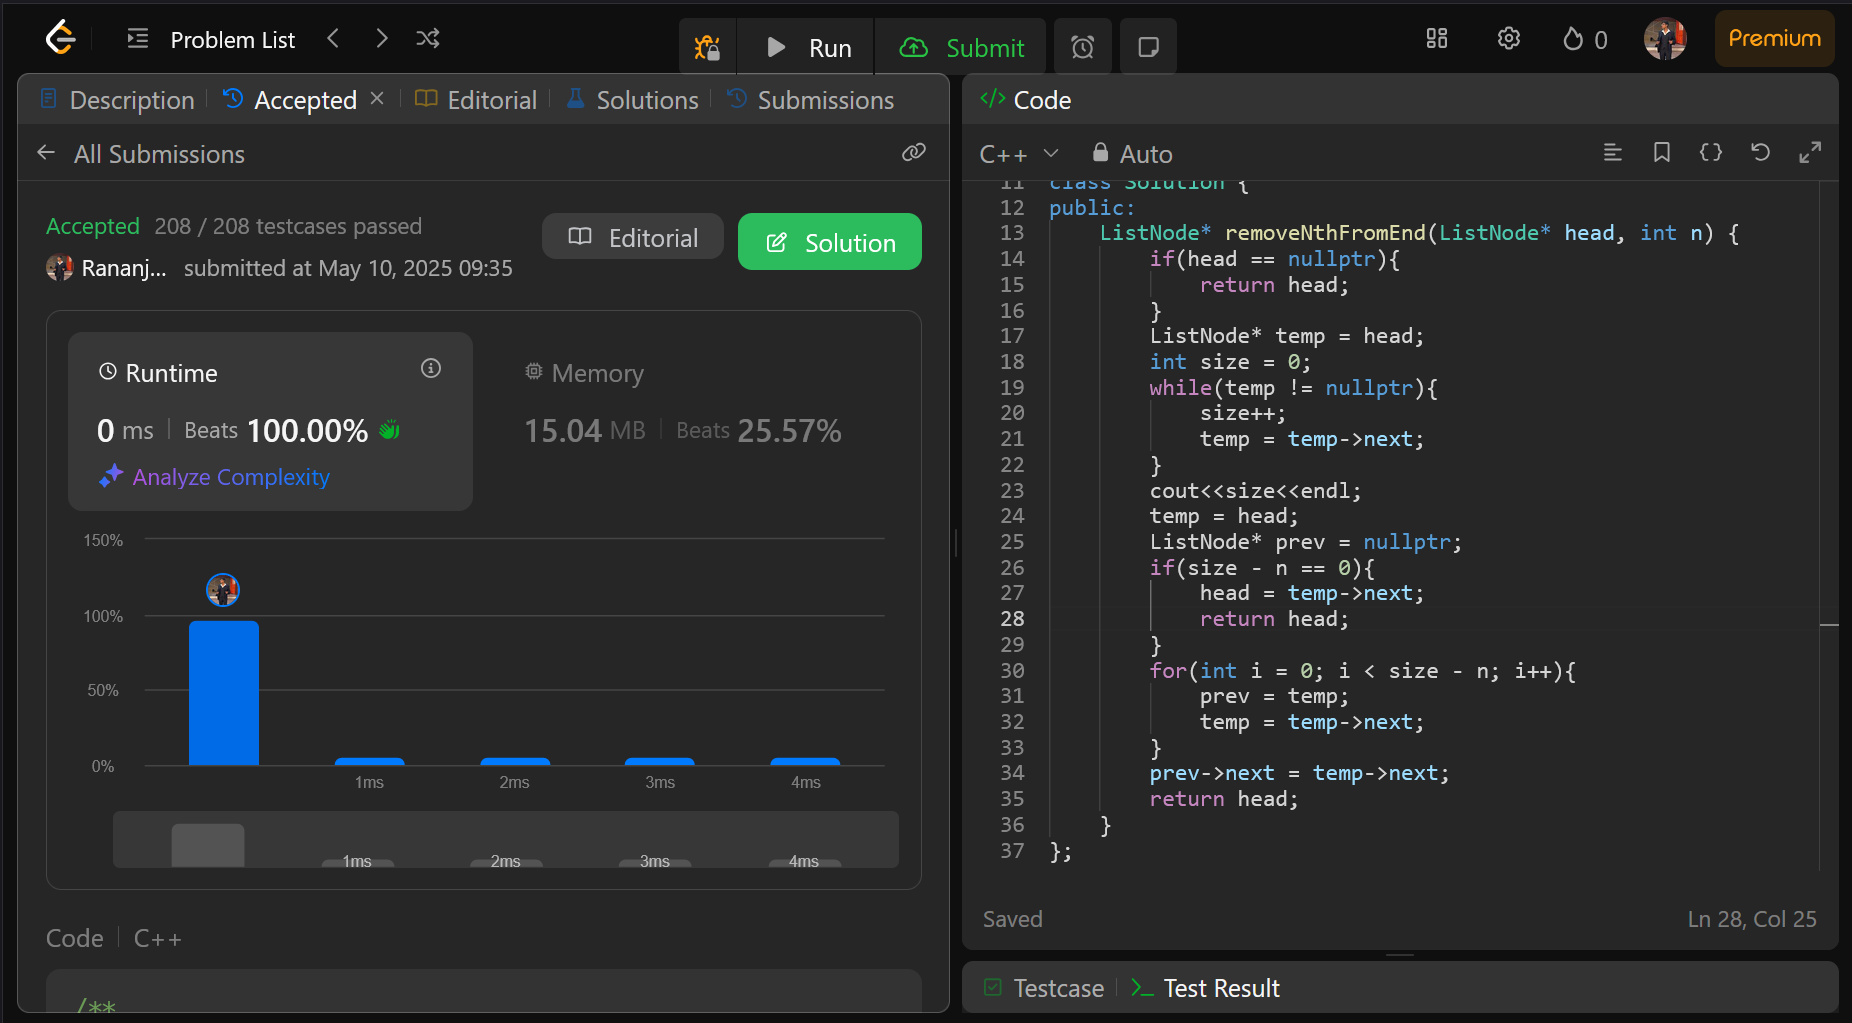 Problem List
Run
Submit
0
Premium
Description
Accepted
Editorial
Solutions
Submissions
All Submissions
Accepted 208 / 208 testcases passed
Rananj... submitted at May 10, 2025 09:35
Editorial
Solution
Runtime
0 ms Beats 100.00%
Analyze Complexity
Memory
15.04 MB Beats 25.57%
150%
100%
50%
0%
1ms 2ms 3ms 4ms
1ms 2ms 3ms 4ms
Code C++
/**
</> Code
C++ Auto
11 class Solution {
12 public:
13     ListNode* removeNthFromEnd(ListNode* head, int n) {
14         if(head == nullptr){
15             return head;
16         }
17         ListNode* temp = head;
18         int size = 0;
19         while(temp != nullptr){
20             size++;
21             temp = temp->next;
22         }
23         cout<<size<<endl;
24         temp = head;
25         ListNode* prev = nullptr;
26         if(size - n == 0){
27             head = temp->next;
28             return head;
29         }
30         for(int i = 0; i < size - n; i++){
31             prev = temp;
32             temp = temp->next;
33         }
34         prev->next = temp->next;
35         return head;
36     }
37 };
Saved
Ln 28, Col 25
Testcase
Test Result